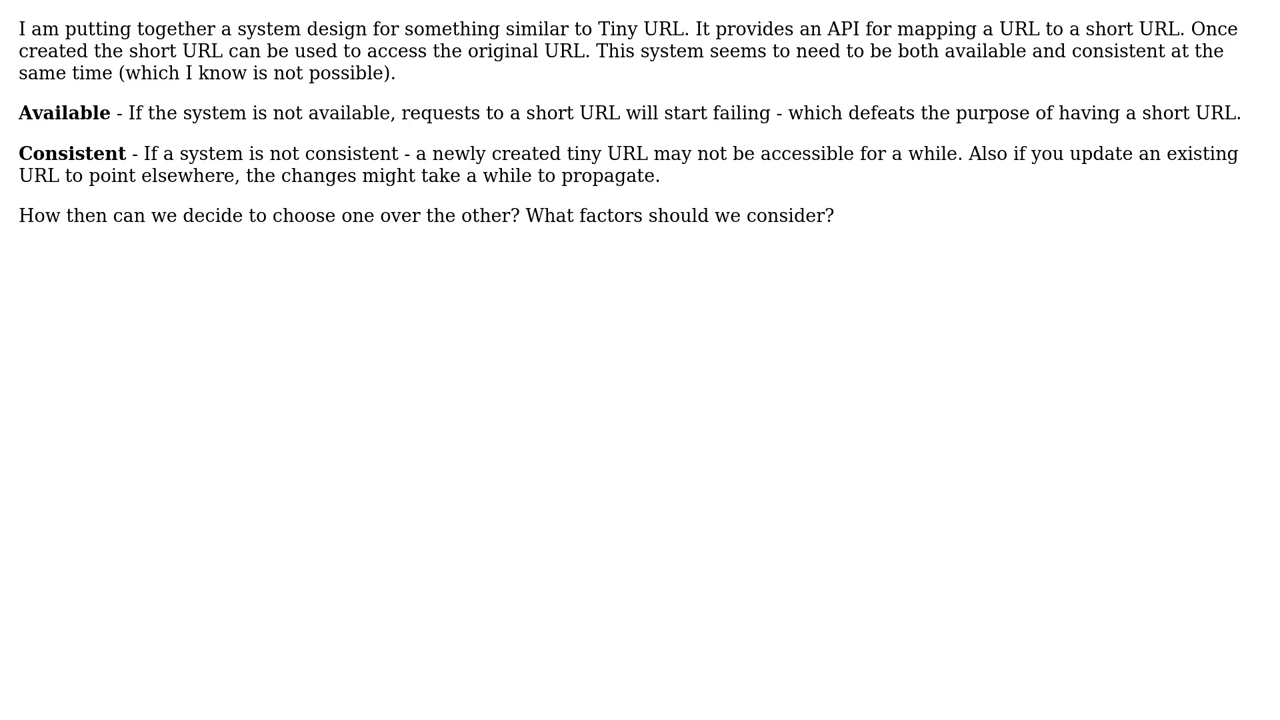 I am putting together a system design for something similar to Tiny URL. It provides an API for mapping a URL to a short URL. Once
created the short URL can be used to access the original URL. This system seems to need to be both available and consistent at the
same time (which I know is not possible).
Available - If the system is not available, requests to a short URL will start failing - which defeats the purpose of having a short URL.
Consistent - If a system is not consistent - a newly created tiny URL may not be accessible for a while. Also if you update an existing
URL to point elsewhere, the changes might take a while to propagate.
How then can we decide to choose one over the other? What factors should we consider?